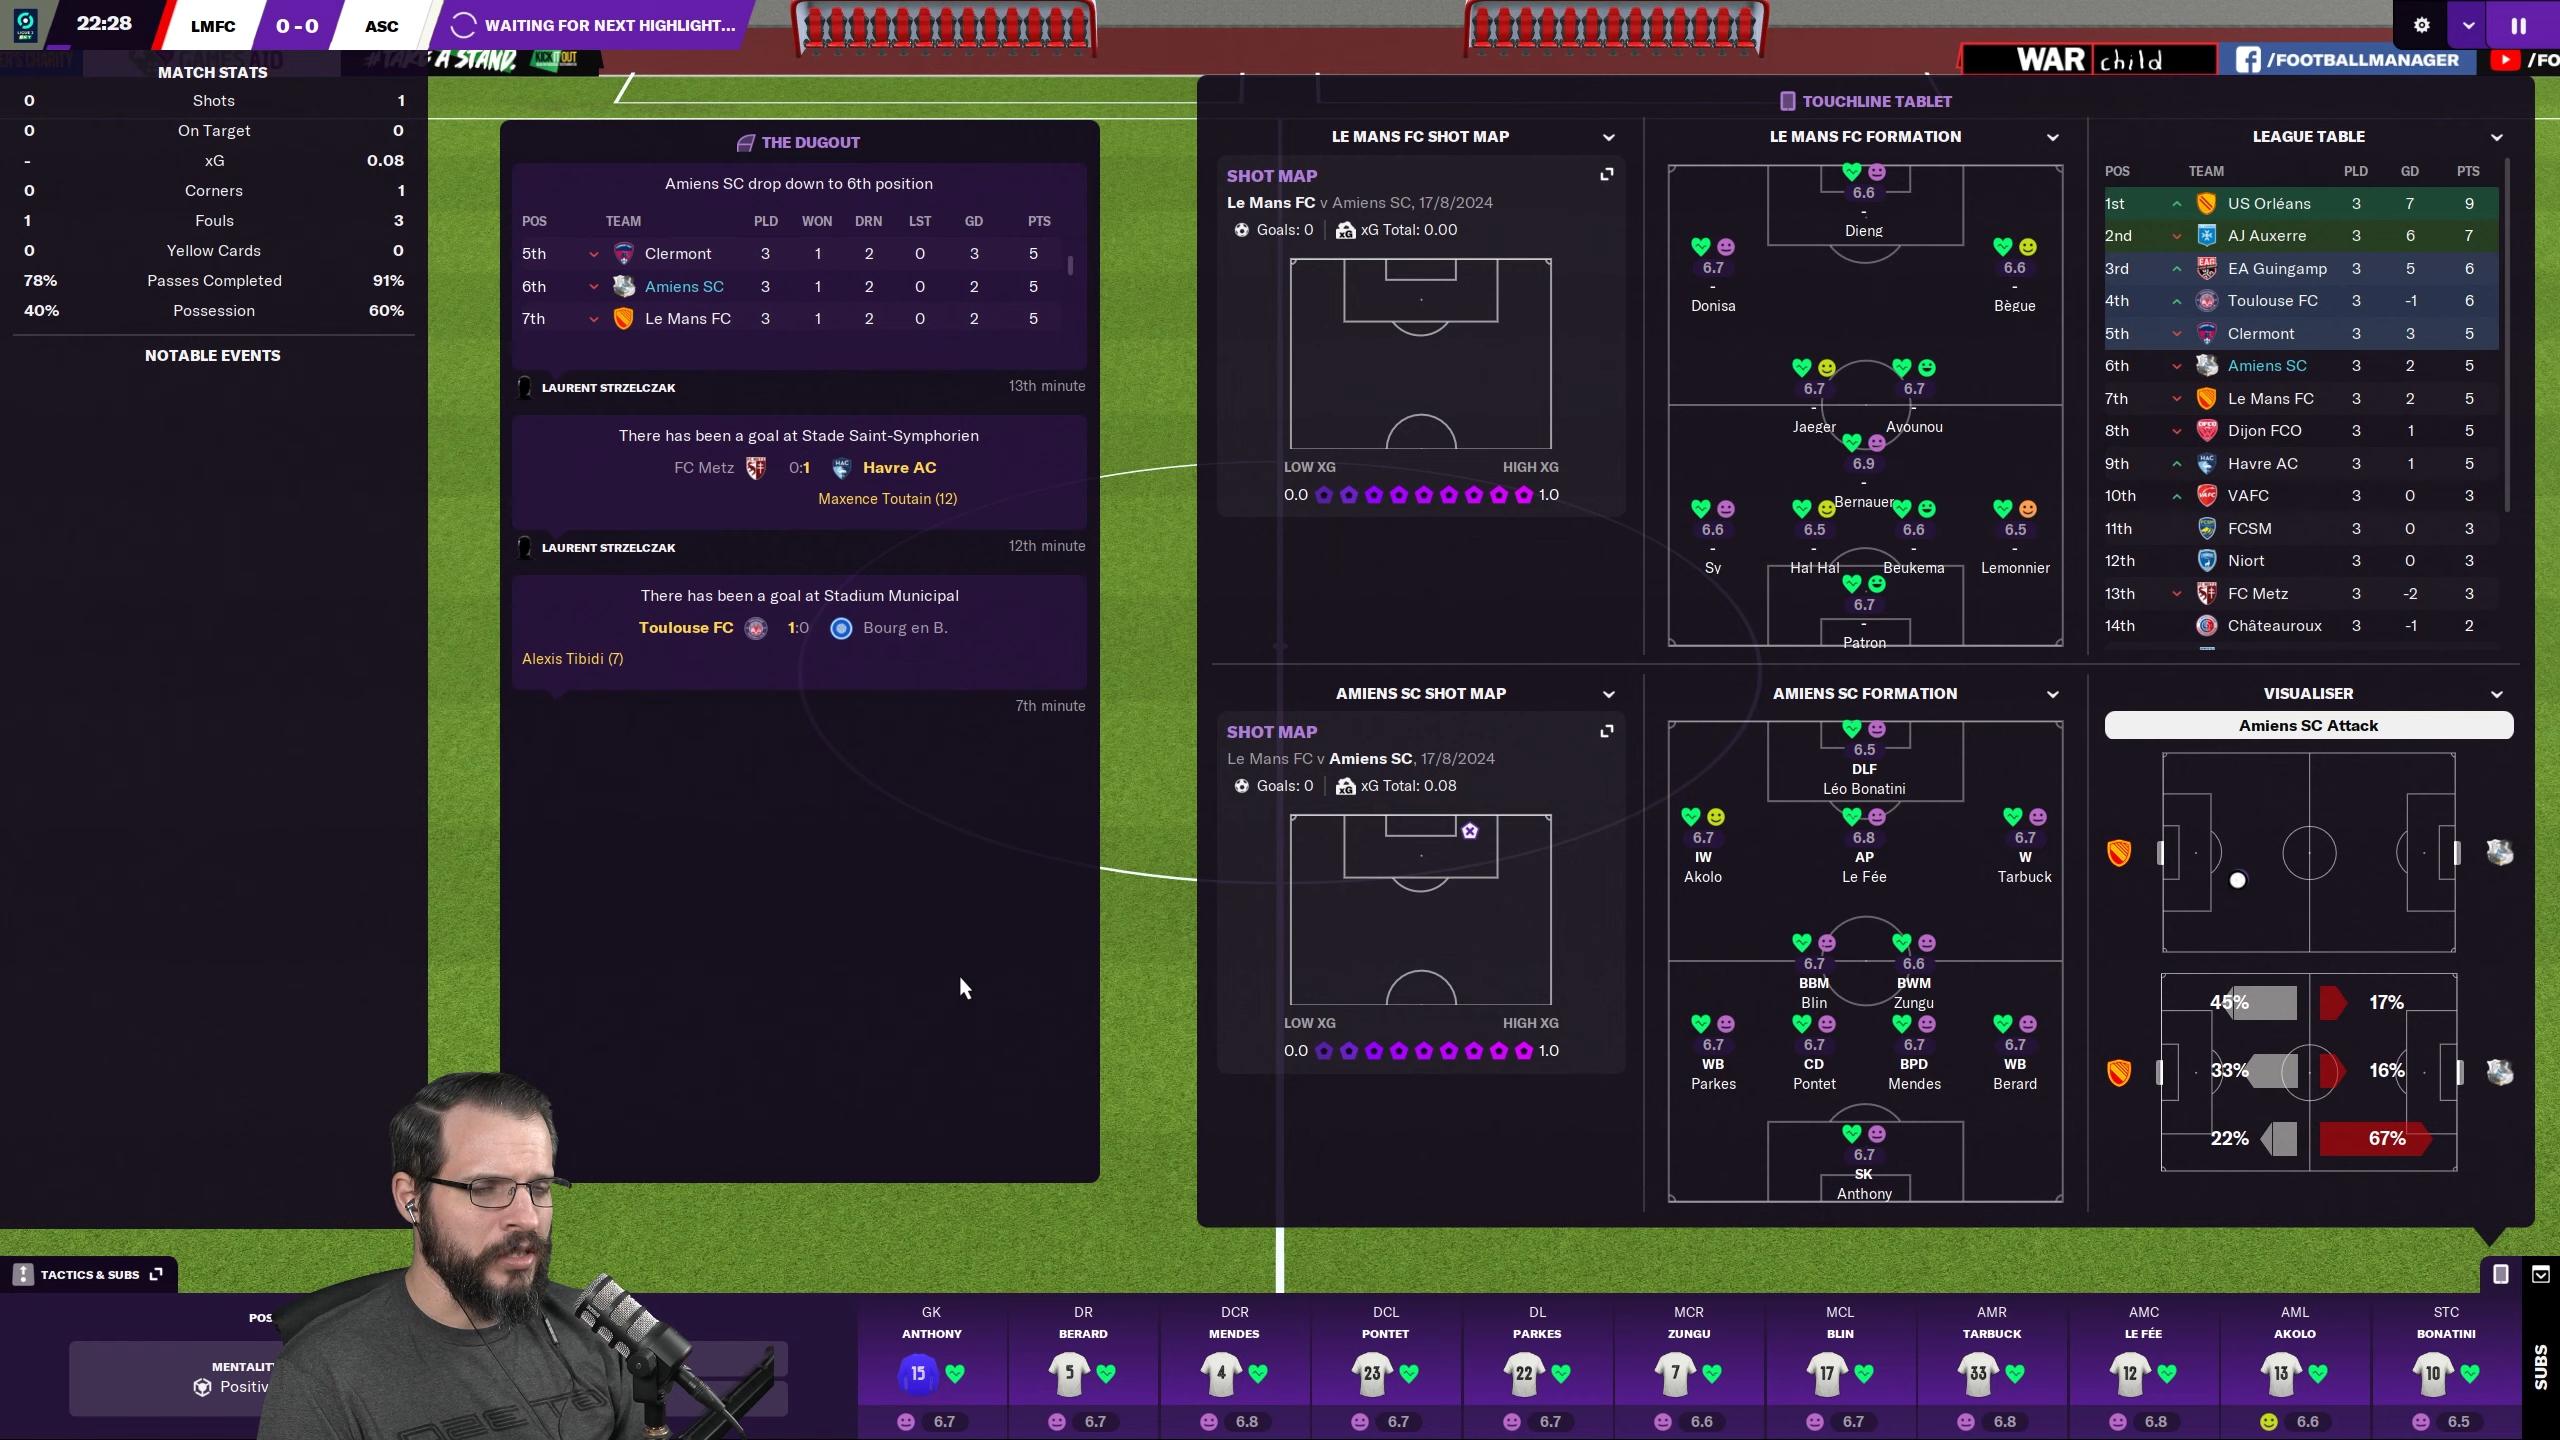 22:28 LMFC 0 - 0 ASC WAITING FOR NEXT HIGHLIGHT...
A STAND. KICK IT OUT
WAR child /FOOTBALLMANAGER /FO
MATCH STATS
0 Shots 1
0 On Target 0
- xG 0.08
0 Corners 1
1 Fouls 3
0 Yellow Cards 0
78% Passes Completed 91%
40% Possession 60%
NOTABLE EVENTS
THE DUGOUT
Amiens SC drop down to 6th position
POS TEAM PLD WON DRN LST GD PTS
5th Clermont 3 1 2 0 3 5
6th Amiens SC 3 1 2 0 2 5
7th Le Mans FC 3 1 2 0 2 5
LAURENT STRZELCZAK 13th minute
There has been a goal at Stade Saint-Symphorien
FC Metz 0:1 Havre AC
Maxence Toutain (12)
LAURENT STRZELCZAK 12th minute
There has been a goal at Stadium Municipal
Toulouse FC 1:0 Bourg en B.
Alexis Tibidi (7)
7th minute
TOUCHLINE TABLET
LE MANS FC SHOT MAP
SHOT MAP
Le Mans FC v Amiens SC, 17/8/2024
Goals: 0 xG xG Total: 0.00
LOW XG HIGH XG
0.0 1.0
LE MANS FC FORMATION
6.6
-
Dieng
6.7 6.6
- -
Donisa Bègue
6.7 6.7
- -
Jaeger Avounou
6.9
-
Bernauer
6.6 6.5 6.6 6.5
- - - -
Sy Hal Hal Beukema Lemonnier
6.7
-
Patron
LEAGUE TABLE
POS TEAM PLD GD PTS
1st US Orléans 3 7 9
2nd AJ Auxerre 3 6 7
3rd EA Guingamp 3 5 6
4th Toulouse FC 3 -1 6
5th Clermont 3 3 5
6th Amiens SC 3 2 5
7th Le Mans FC 3 2 5
8th Dijon FCO 3 1 5
9th Havre AC 3 1 5
10th VAFC 3 0 3
11th FCSM 3 0 3
12th Niort 3 0 3
13th FC Metz 3 -2 3
14th Châteauroux 3 -1 2
AMIENS SC SHOT MAP
SHOT MAP
Le Mans FC v Amiens SC, 17/8/2024
Goals: 0 xG xG Total: 0.08
LOW XG HIGH XG
0.0 1.0
AMIENS SC FORMATION
6.5
DLF
Léo Bonatini
6.7 6.8 6.7
IW AP W
Akolo Le Fée Tarbuck
6.7 6.6
BBM BWM
Blin Zungu
6.7 6.7 6.7 6.7
WB CD BPD WB
Parkes Pontet Mendes Berard
6.7
SK
Anthony
VISUALISER
Amiens SC Attack
45% 17%
33% 16%
22% 67%
TACTICS & SUBS
POS
MENTALIT
Positiv
GK DR DCR DCL DL MCR MCL AMR AMC AML STC
ANTHONY BERARD MENDES PONTET PARKES ZUNGU BLIN TARBUCK LE FÉE AKOLO BONATINI
15 5 4 23 22 7 17 33 12 13 10
6.7 6.7 6.8 6.7 6.7 6.6 6.7 6.8 6.8 6.6 6.5
SUBS